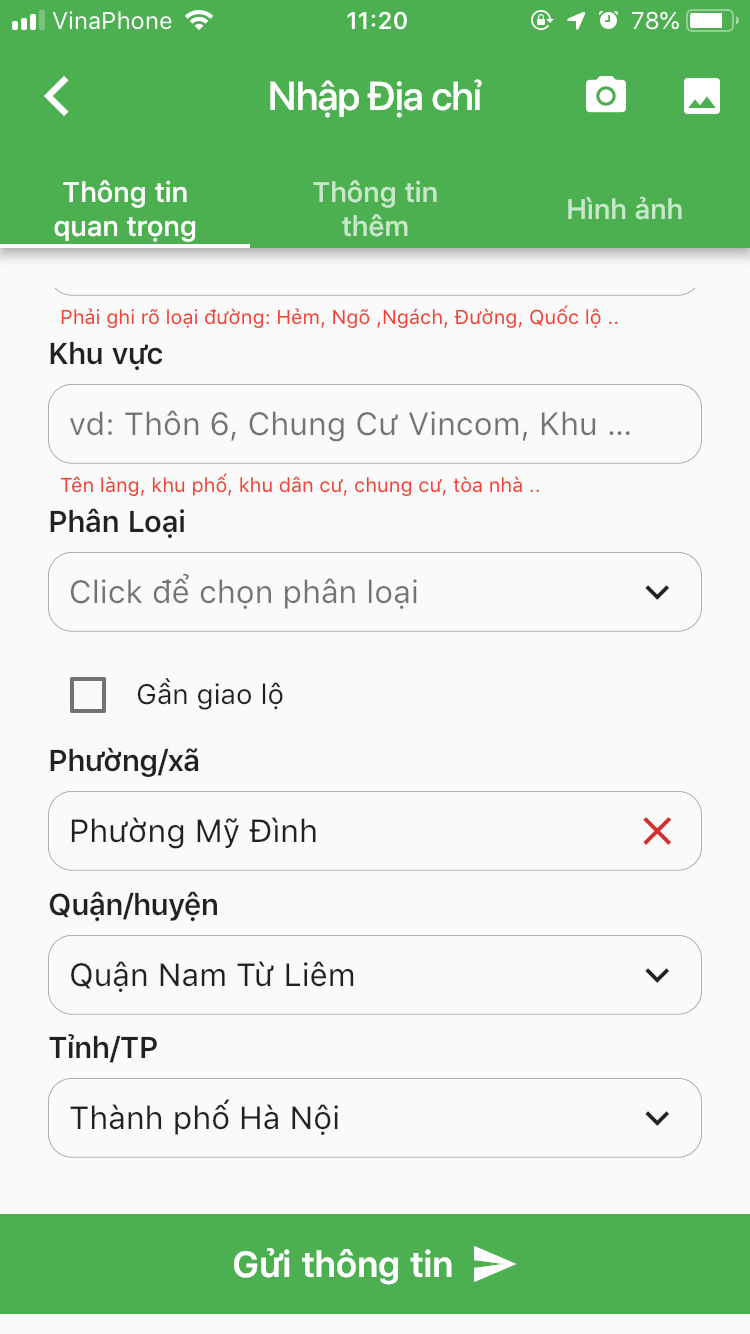 VinaPhone 11:20 78%
Nhập Địa chỉ
Thông tin
quan trọng
Thông tin
thêm
Hình ảnh
Phải ghi rõ loại đường: Hẻm, Ngõ ,Ngách, Đường, Quốc lộ ..
Khu vực
vd: Thôn 6, Chung Cư Vincom, Khu ...
Tên làng, khu phố, khu dân cư, chung cư, tòa nhà ..
Phân Loại
Click để chọn phân loại
Gần giao lộ
Phường/xã
Phường Mỹ Đình
Quận/huyện
Quận Nam Từ Liêm
Tỉnh/TP
Thành phố Hà Nội
Gửi thông tin